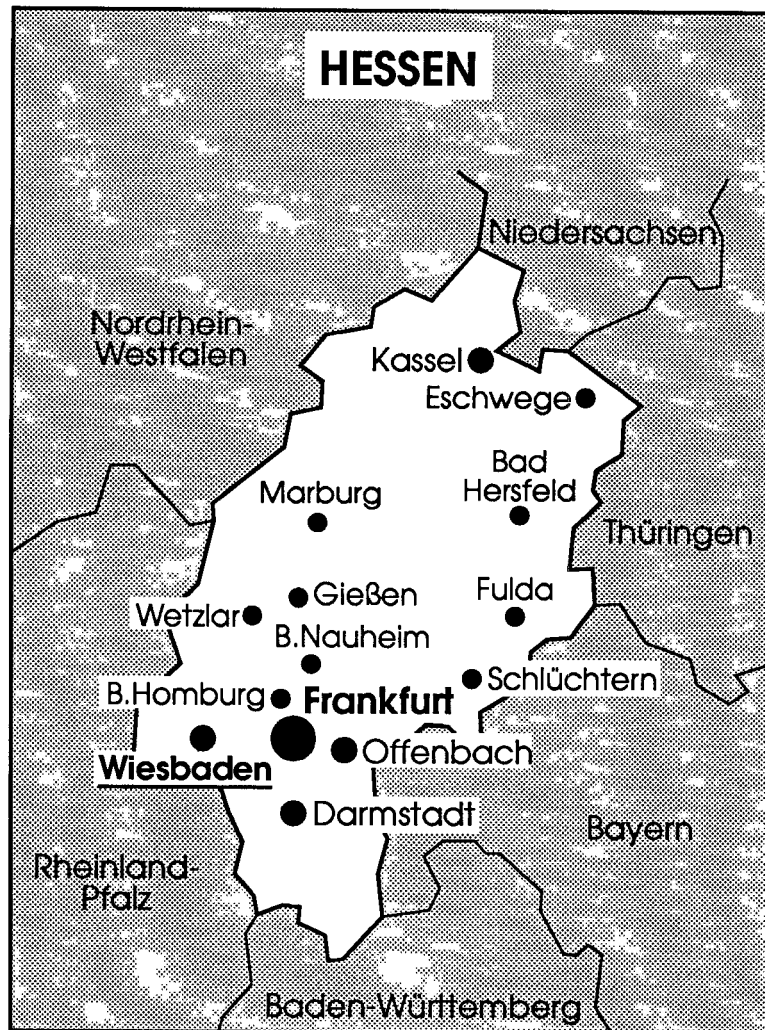 HESSEN
Niedersachsen
Nordrhein-
Westfalen
Kassel
Eschwege
Bad
Hersfeld
Marburg
Thüringen
Gießen
Fulda
Wetzlar
B.Nauheim
Schlüchtern
B.Homburg
Frankfurt
Offenbach
Wiesbaden
Darmstadt
Bayern
Rheinland-
Pfalz
Baden-Württemberg